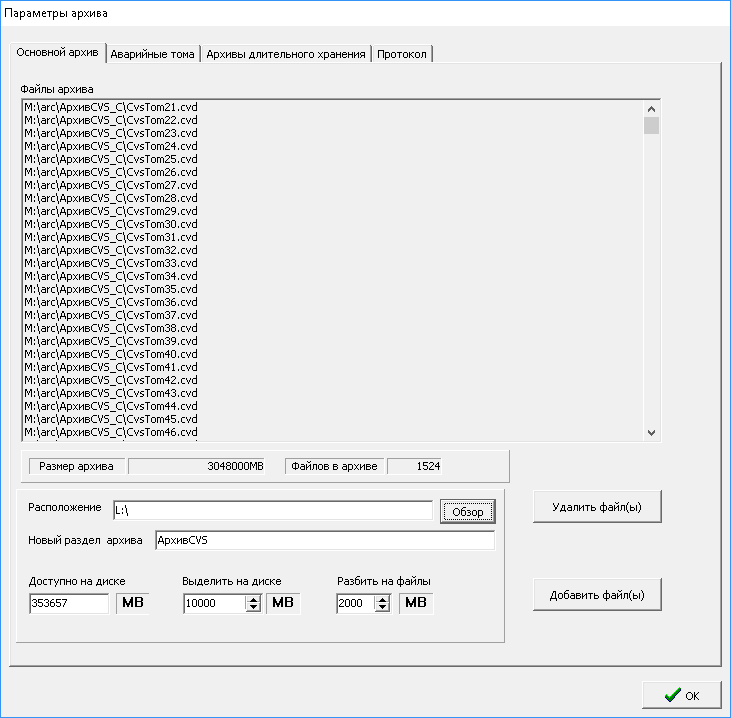 Параметры архива
Основной архив
Аварийные тома
Архивы длительного хранения
Протокол
Файлы архива
M:\arc\АрхивCVS_C\CvsTom21.cvd
M:\arc\АрхивCVS_C\CvsTom22.cvd
M:\arc\АрхивCVS_C\CvsTom23.cvd
M:\arc\АрхивCVS_C\CvsTom24.cvd
M:\arc\АрхивCVS_C\CvsTom25.cvd
M:\arc\АрхивCVS_C\CvsTom26.cvd
M:\arc\АрхивCVS_C\CvsTom27.cvd
M:\arc\АрхивCVS_C\CvsTom28.cvd
M:\arc\АрхивCVS_C\CvsTom29.cvd
M:\arc\АрхивCVS_C\CvsTom30.cvd
M:\arc\АрхивCVS_C\CvsTom31.cvd
M:\arc\АрхивCVS_C\CvsTom32.cvd
M:\arc\АрхивCVS_C\CvsTom33.cvd
M:\arc\АрхивCVS_C\CvsTom34.cvd
M:\arc\АрхивCVS_C\CvsTom35.cvd
M:\arc\АрхивCVS_C\CvsTom36.cvd
M:\arc\АрхивCVS_C\CvsTom37.cvd
M:\arc\АрхивCVS_C\CvsTom38.cvd
M:\arc\АрхивCVS_C\CvsTom39.cvd
M:\arc\АрхивCVS_C\CvsTom40.cvd
M:\arc\АрхивCVS_C\CvsTom41.cvd
M:\arc\АрхивCVS_C\CvsTom42.cvd
M:\arc\АрхивCVS_C\CvsTom43.cvd
M:\arc\АрхивCVS_C\CvsTom44.cvd
M:\arc\АрхивCVS_C\CvsTom45.cvd
M:\arc\АрхивCVS_C\CvsTom46.cvd
Размер архива 3048000MB Файлов в архиве 1524
Расположение L:\ Обзор
Удалить файл(ы)
Новый раздел архива АрхивCVS
Доступно на диске Выделить на диске Разбить на файлы
353657 MB 10000 MB 2000 MB
Добавить файл(ы)
OK